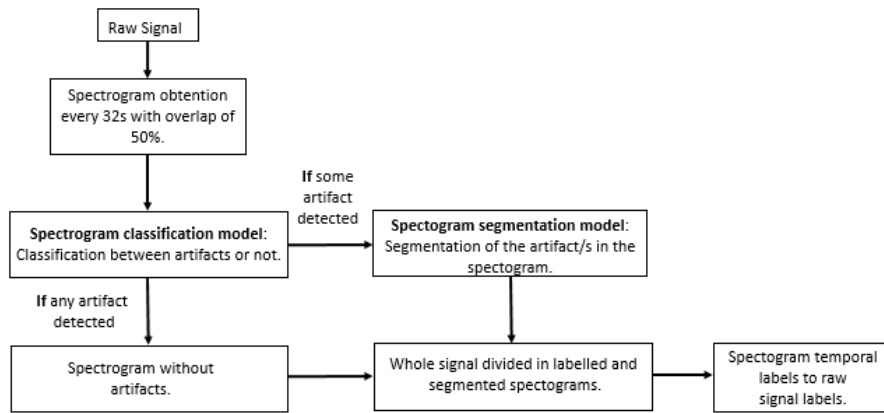 Raw Signal
Spectrogram obtention
every 32s with overlap of
50%.
If some
artifact
detected
Spectrogram classification model:
Classification between artifacts or not.
Spectogram segmentation model:
Segmentation of the artifact/s in the
spectogram.
If any artifact
detected
Spectrogram without
artifacts.
Whole signal divided in labelled and
segmented spectograms.
Spectogram temporal
labels to raw
signal labels.